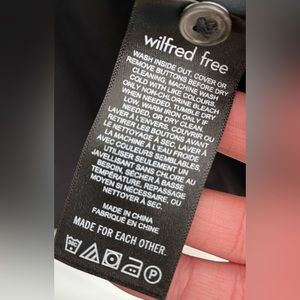 wilfred free
WASH INSIDE OUT, COVER OR
REMOVE BUTTONS BEFORE DRY
CLEANING, MACHINE WASH
COLD WITH LIKE COLOURS,
ONLY NON-CHLORINE BLEACH
WHEN NEEDED, TUMBLE DRY
LOW, WARM IRON ONLY IF
NEEDED, OR DRY CLEAN.
LAVER À L'ENVERS, COUVRIR OU
RETIRER LES BOUTONS AVANT
LE NETTOYAGE À SEC, LAVER À
LA MACHINE À EAU FROIDE
AVEC COULEURS SEMBLABLES,
UTILISER SEULEMENT UN
JAVELLISANT SANS CHLORE AU
BESOIN, SÉCHER PAR
TEMPÉRATURE, REPASSAGE
MOYEN SI NÉCESSAIRE, OU
NETTOYER À SEC.
MADE IN CHINA
FABRIQUÉ EN CHINE
MADE FOR EACH OTHER.
P